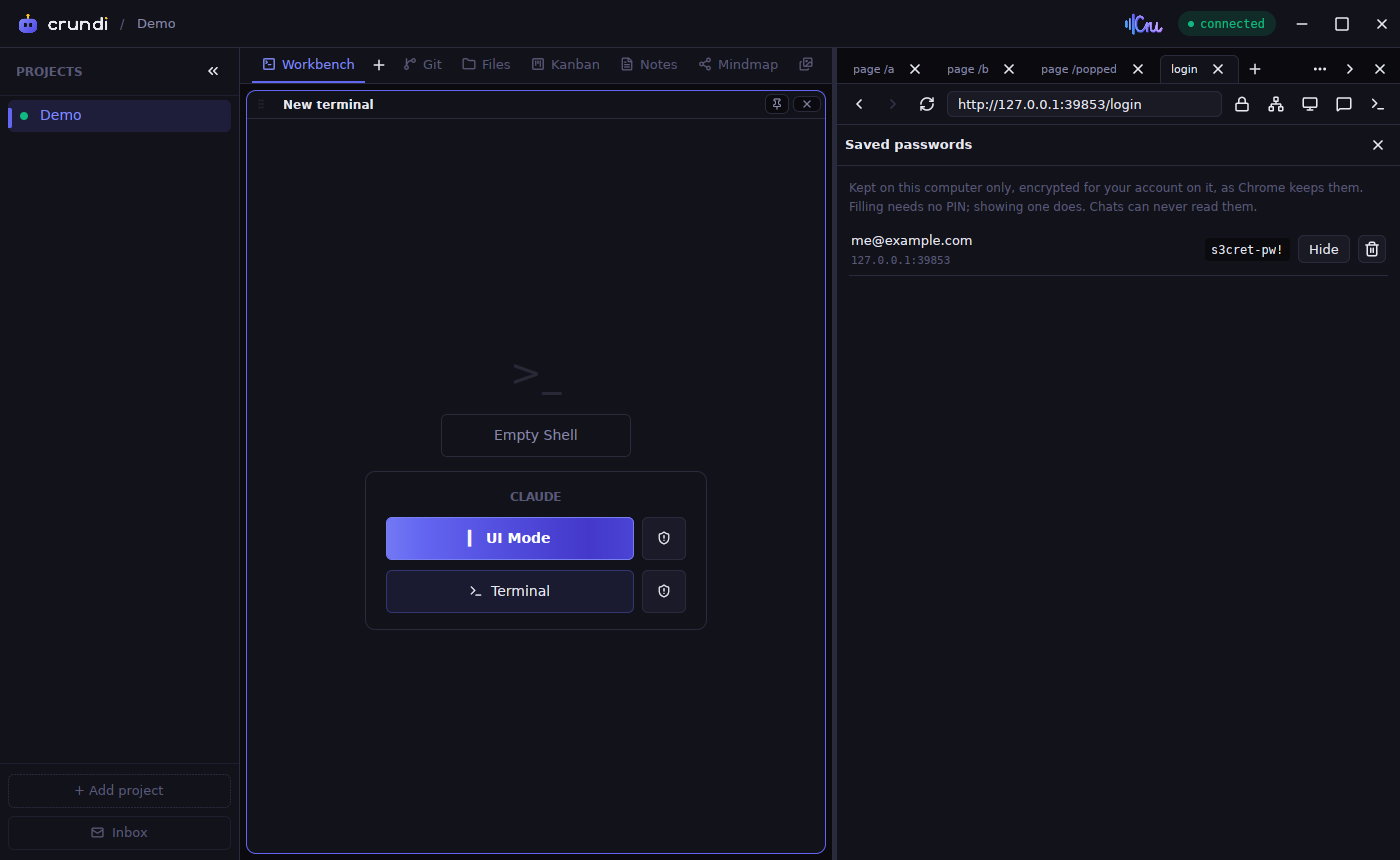 crundi / Demo
Cru
connected
PROJECTS
Demo
+ Add project
Inbox
Workbench
Git
Files
Kanban
Notes
Mindmap
New terminal
>_
Empty Shell
CLAUDE
UI Mode
Terminal
page /a
page /b
page /popped
login
http://127.0.0.1:39853/login
Saved passwords
Kept on this computer only, encrypted for your account on it, as Chrome keeps them.
Filling needs no PIN; showing one does. Chats can never read them.
me@example.com
127.0.0.1:39853
s3cret-pw!
Hide